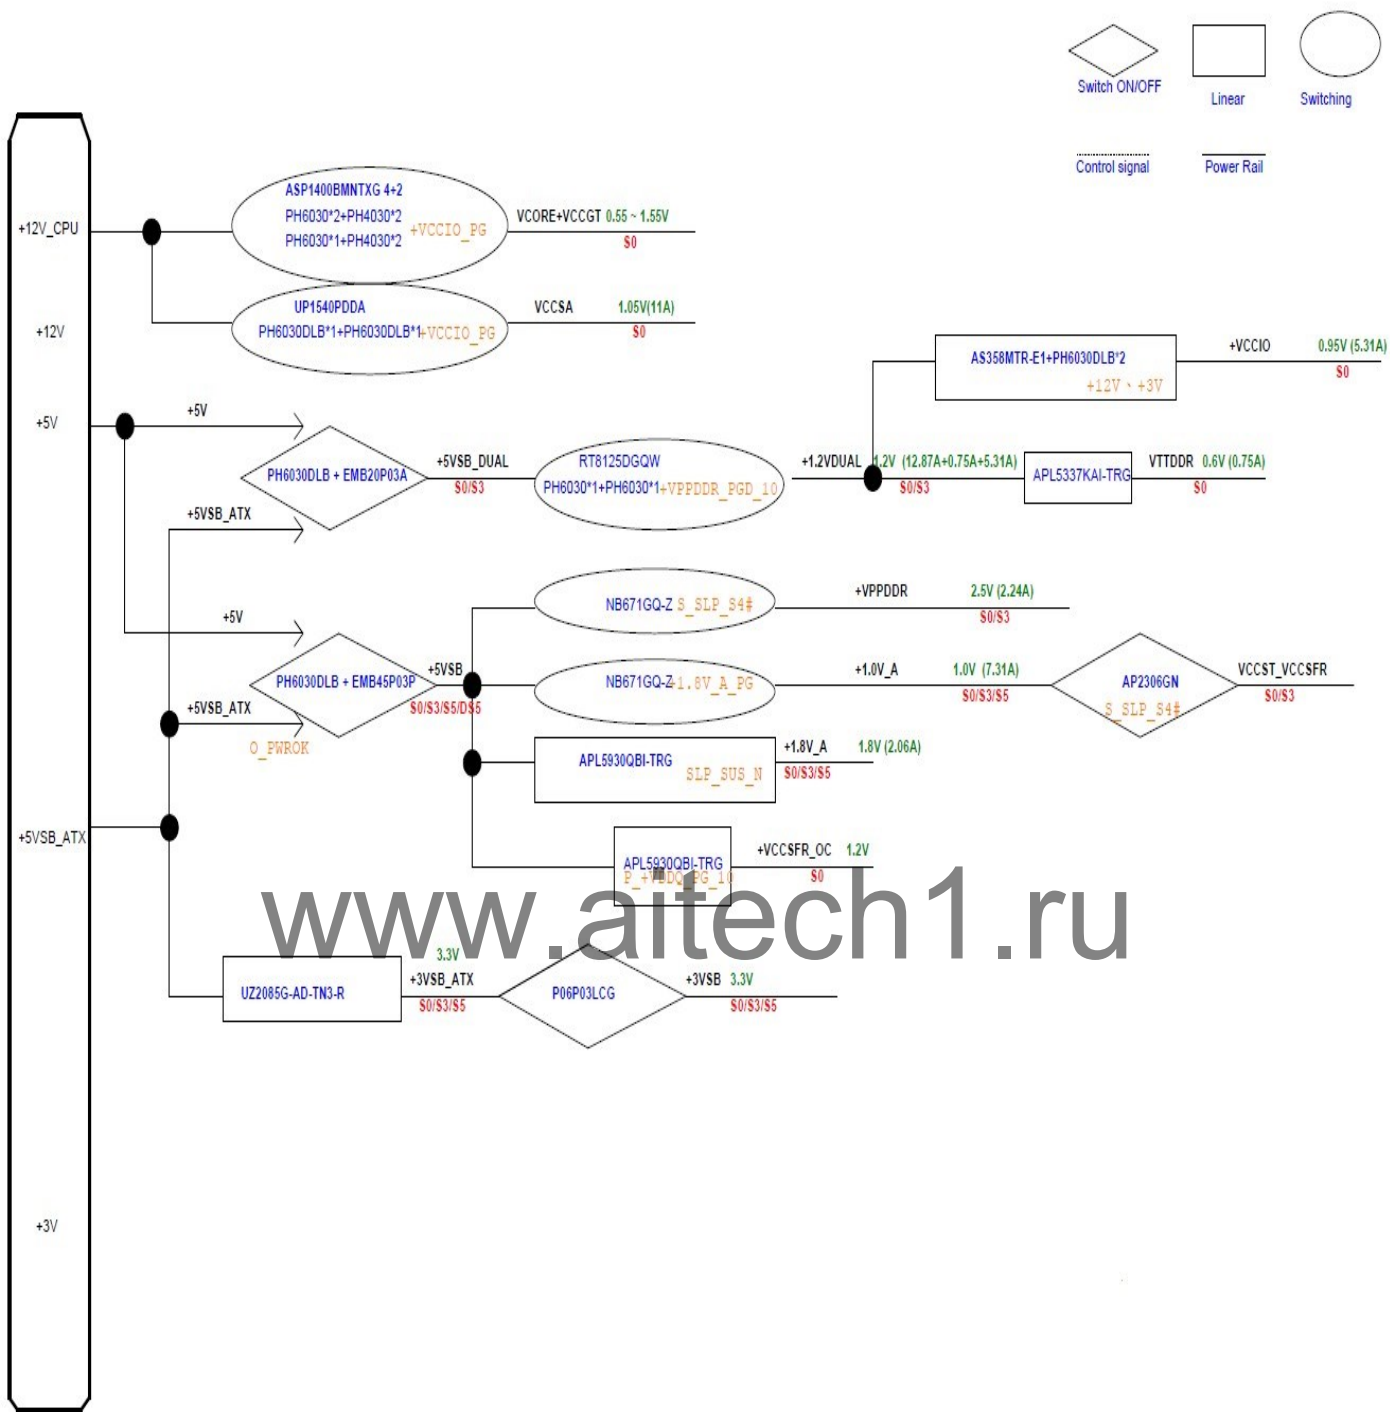 Switch ON/OFF
Linear
Switching
Control signal
Power Rail
+12V_CPU
ASP1400BMNTXG 4+2
PH6030*2+PH4030*2
PH6030*1+PH4030*2
+VCCIO_PG
VCORE+VCCGT 0.55 ~ 1.55V
S0
UP1540PDDA
PH6030DLB*1+PH6030DLB*1
+VCCIO_PG
VCCSA 1.05V(11A)
S0
+12V
AS358MTR-E1+PH6030DLB*2
+12V、+3V
+VCCIO 0.95V (5.31A)
S0
+5V
+5V
PH6030DLB + EMB20P03A
+5VSB_DUAL
S0/S3
RT8125DGQW
PH6030*1+PH6030*1
+VPPDDR_PGD_10
+1.2VDUAL 1.2V (12.87A+0.75A+5.31A)
S0/S3
APL5337KAI-TRG
VTTDDR 0.6V (0.75A)
S0
+5VSB_ATX
NB671GQ-Z S_SLP_S4#
+VPPDDR 2.5V (2.24A)
S0/S3
+5V
PH6030DLB + EMB45P03P
+5VSB
S0/S3/S5/DS5
NB671GQ-Z
+1.8V_A_PG
+1.0V_A 1.0V (7.31A)
S0/S3/S5
AP2306GN
S_SLP_S4#
VCCST_VCCSFR
S0/S3
+5VSB_ATX
O_PWROK
APL5930QBI-TRG
SLP_SUS_N
+1.8V_A 1.8V (2.06A)
S0/S3/S5
+5VSB_ATX
APL5930QBI-TRG
P_+VDDQ_PG_10
+VCCSFR_OC 1.2V
S0
www.aitech1.ru
UZ2085G-AD-TN3-R
3.3V
+3VSB_ATX
S0/S3/S5
P06P03LCG
+3VSB 3.3V
S0/S3/S5
+3V